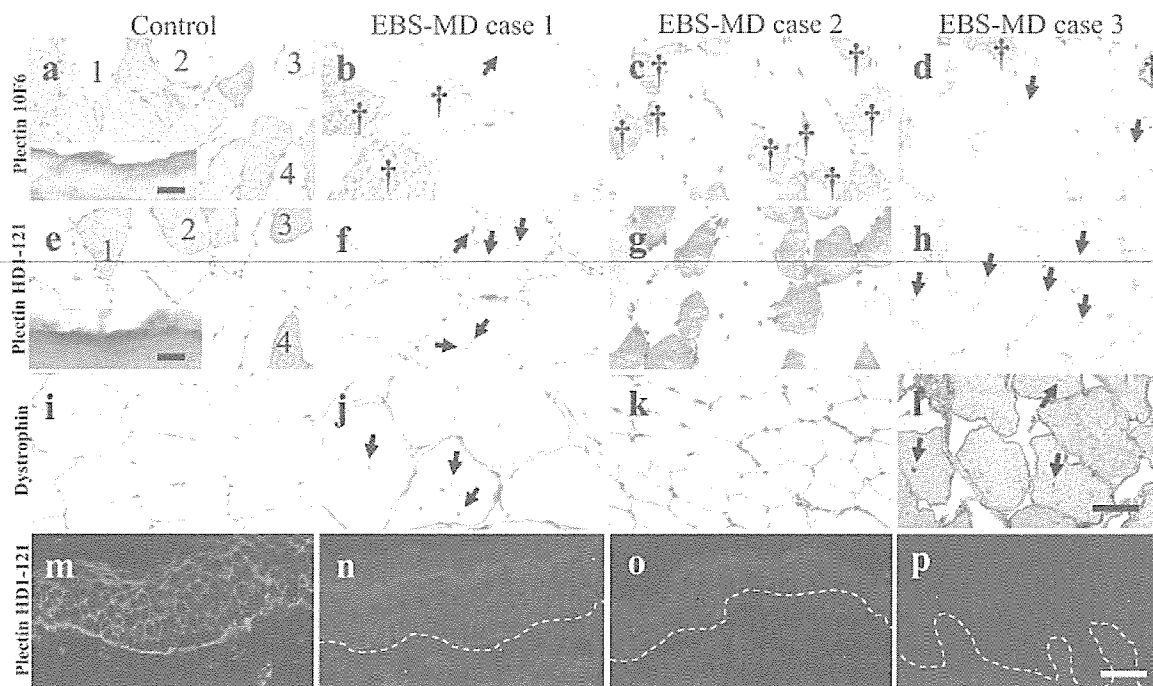 Control
EBS-MD case 1
EBS-MD case 2
EBS-MD case 3
Plectin 10F6
a
1
2
3
4
b
†
†
†
†
c
†
†
†
†
†
†
†
†
d
†
†
Plectin HD1-121
e
1
2
3
4
f
g
h
Dystrophin
i
j
k
l
Plectin HD1-121
m
n
o
p